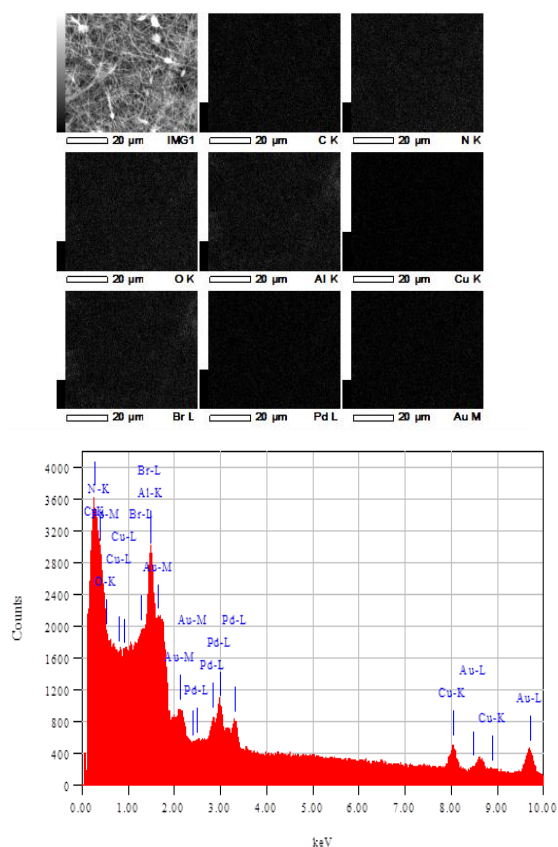 20 µm IMG1
20 µm C K
20 µm N K
20 µm O K
20 µm Al K
20 µm Cu K
20 µm Br L
20 µm Pd L
20 µm Au M
4000
3600
3200
2800
2400
2000
1600
1200
800
400
0
Counts
Br-L
N-K
Al-K
Br-L
Cu-L
Cu-L
O-K
Au-M
Au-M
Pd-L
Au-M
Pd-L
Pd-L
Au-L
Cu-K
Au-L
Cu-K
0.00 1.00 2.00 3.00 4.00 5.00 6.00 7.00 8.00 9.00 10.00
keV